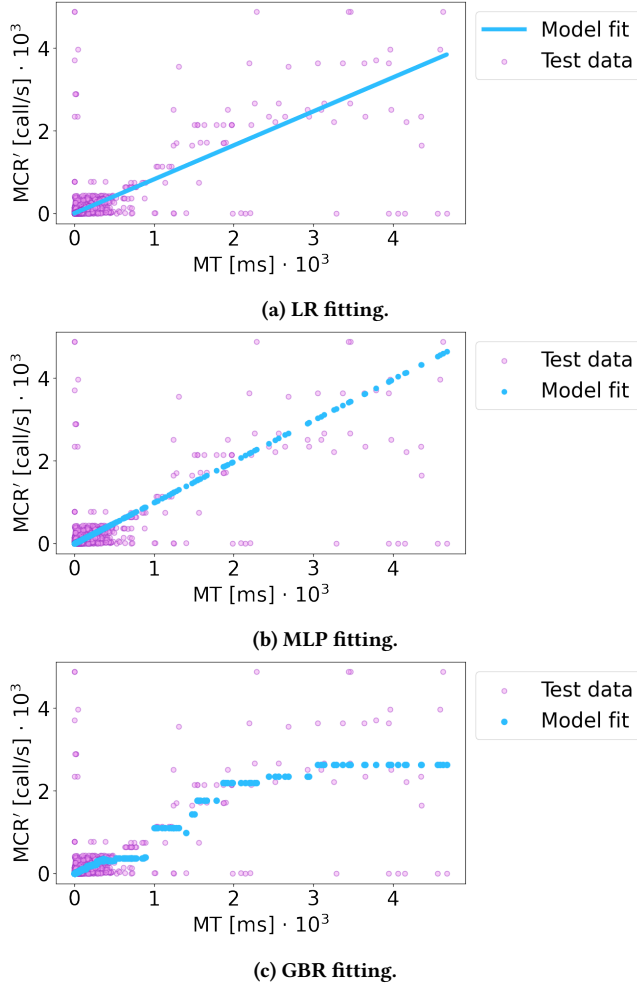 Model fit
Test data
MCR′ [call/s] · 10³
4
2
0
0 1 2 3 4
MT [ms] · 10³
(a) LR fitting.
Test data
Model fit
MCR′ [call/s] · 10³
4
2
0
0 1 2 3 4
MT [ms] · 10³
(b) MLP fitting.
Test data
Model fit
MCR′ [call/s] · 10³
4
2
0
0 1 2 3 4
MT [ms] · 10³
(c) GBR fitting.